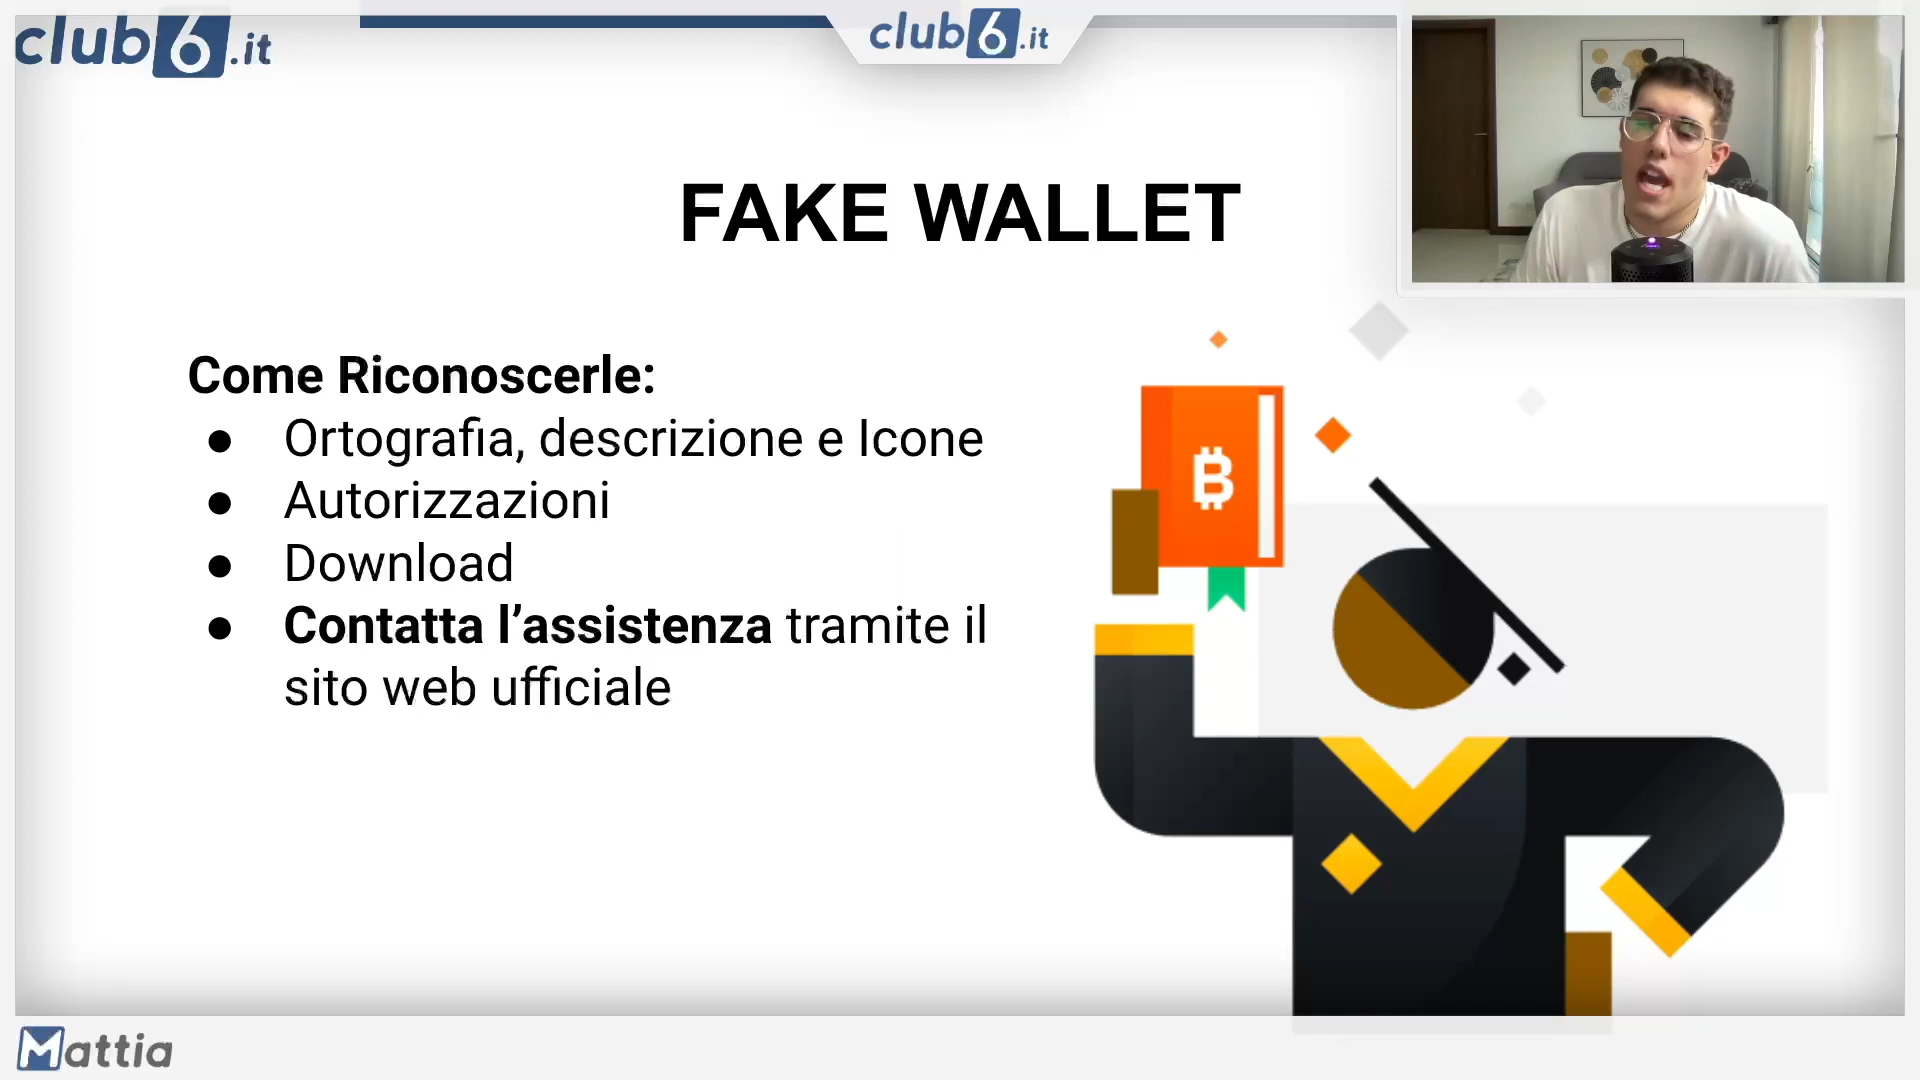 club6.it
club6.it
FAKE WALLET
Come Riconoscerle:
● Ortografia, descrizione e Icone
● Autorizzazioni
● Download
● Contatta l’assistenza tramite il
sito web ufficiale
Mattia